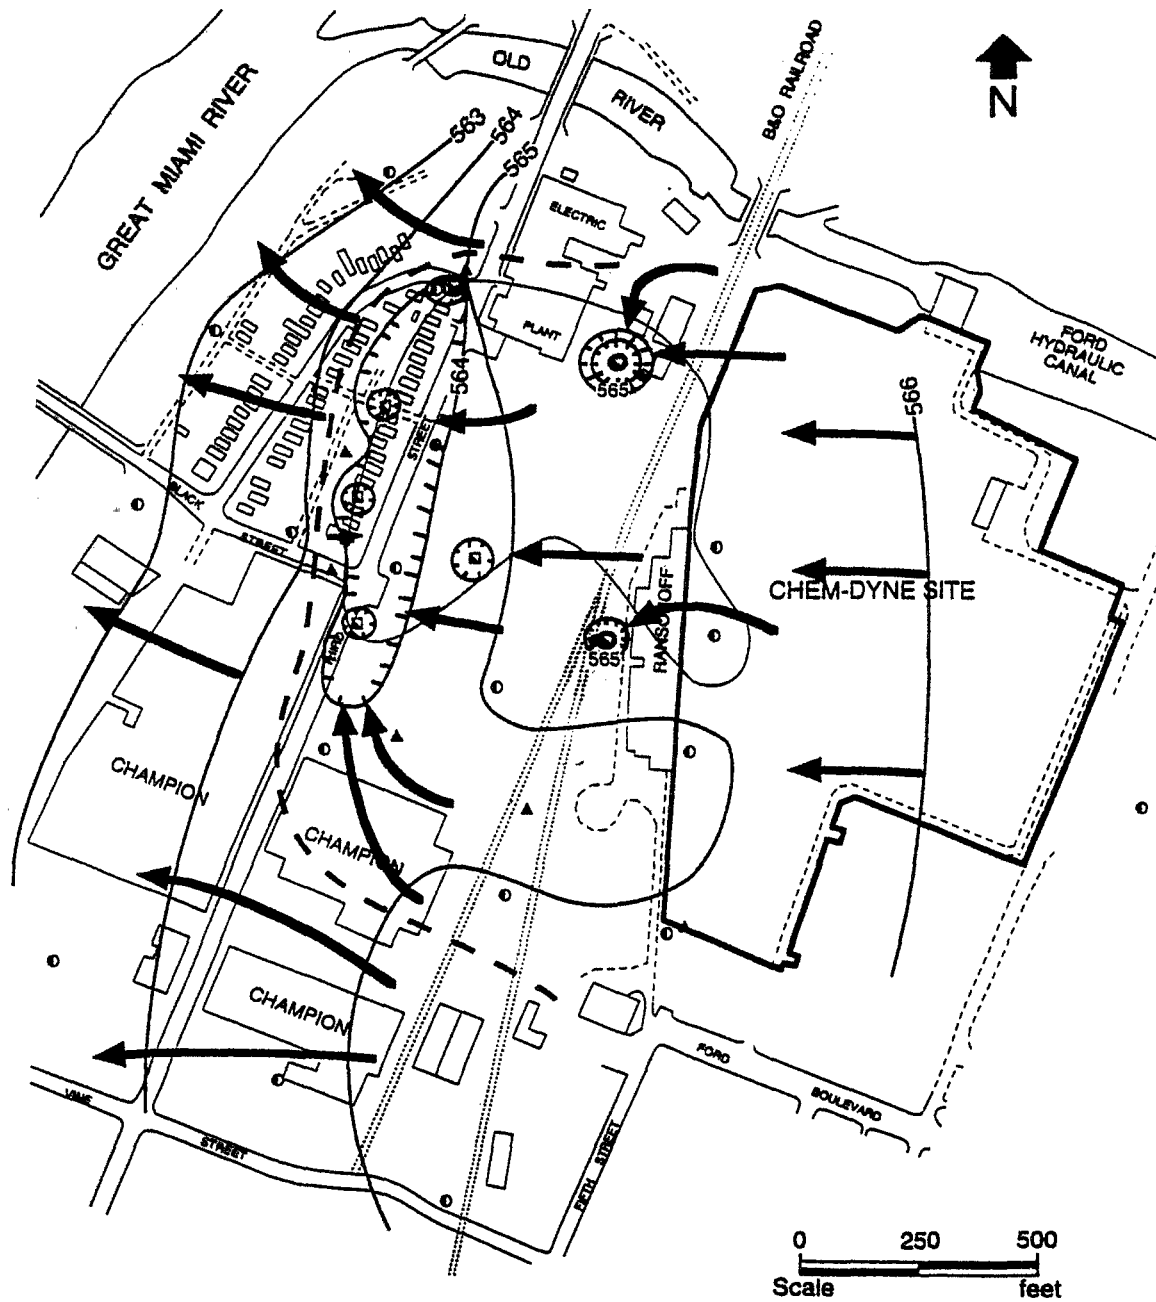 N
OLD
RIVER
B&O RAILROAD
GREAT MIAMI RIVER
563
564
565
ELECTRIC
PLANT
FORD
HYDRAULIC
CANAL
565
564
566
STREET
BLACK
STREET
CHEM-DYNE SITE
565
THIRD
CHAMPION
CHAMPION
CHAMPION
FORD
BOULEVARD
VINE
STREET
FIFTH STREET
0 250 500
Scale feet